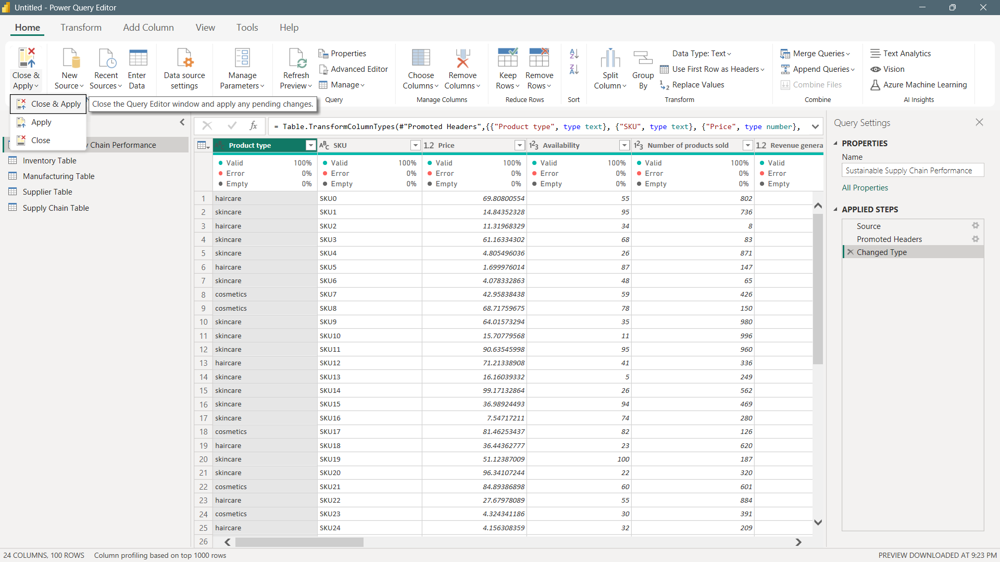 Untitled - Power Query Editor
Home Transform Add Column View Tools Help
Close & Apply
New Source
Recent Sources
Enter Data
Data source settings
Manage Parameters
Refresh Preview
Properties
Advanced Editor
Manage
Query
Choose Columns
Remove Columns
Manage Columns
Keep Rows
Remove Rows
Reduce Rows
Sort
Split Column
Group By
Data Type: Text
Use First Row as Headers
Replace Values
Transform
Merge Queries
Append Queries
Combine Files
Combine
Text Analytics
Vision
Azure Machine Learning
AI Insights
Close & Apply
Close the Query Editor window and apply any pending changes.
Apply
Close
Chain Performance
Inventory Table
Manufacturing Table
Supplier Table
Supply Chain Table
fx = Table.TransformColumnTypes(#"Promoted Headers",{{"Product type", type text}, {"SKU", type text}, {"Price", type number},
Product type ABC SKU 1.2 Price 123 Availability 123 Number of products sold 1.2 Revenue genera
Valid 100% Valid 100% Valid 100% Valid 100% Valid 100% Valid
Error 0% Error 0% Error 0% Error 0% Error 0% Error
Empty 0% Empty 0% Empty 0% Empty 0% Empty 0% Empty
1 haircare SKU0 69.80800554 55 802
2 skincare SKU1 14.84352328 95 736
3 haircare SKU2 11.31968329 34 8
4 skincare SKU3 61.16334302 68 83
5 skincare SKU4 4.805496036 26 871
6 haircare SKU5 1.699976014 87 147
7 skincare SKU6 4.078332863 48 65
8 cosmetics SKU7 42.95838438 59 426
9 cosmetics SKU8 68.71759675 78 150
10 skincare SKU9 64.01573294 35 980
11 skincare SKU10 15.70779568 11 996
12 skincare SKU11 90.63545998 95 960
13 haircare SKU12 71.21338908 41 336
14 skincare SKU13 16.16039332 5 249
15 skincare SKU14 99.17132864 26 562
16 skincare SKU15 36.98924493 94 469
17 skincare SKU16 7.54717211 74 280
18 cosmetics SKU17 81.46253437 82 126
19 haircare SKU18 36.44362777 23 620
20 skincare SKU19 51.12387009 100 187
21 skincare SKU20 96.34107244 22 320
22 cosmetics SKU21 84.89386898 60 601
23 haircare SKU22 27.67978089 55 884
24 cosmetics SKU23 4.324341186 30 391
25 haircare SKU24 4.156308359 32 209
26
Query Settings
PROPERTIES
Name
Sustainable Supply Chain Performance
All Properties
APPLIED STEPS
Source
Promoted Headers
Changed Type
24 COLUMNS, 100 ROWS Column profiling based on top 1000 rows
PREVIEW DOWNLOADED AT 9:23 PM